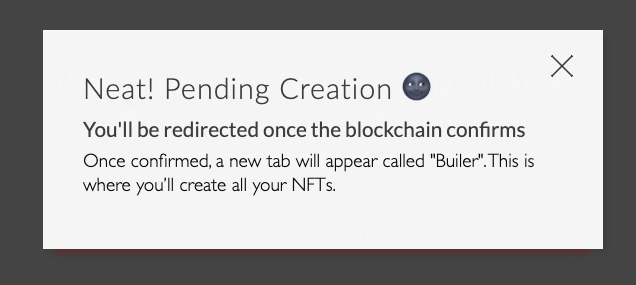 Neat! Pending Creation 🌚
You'll be redirected once the blockchain confirms
Once confirmed, a new tab will appear called "Builer". This is
where you'll create all your NFTs.